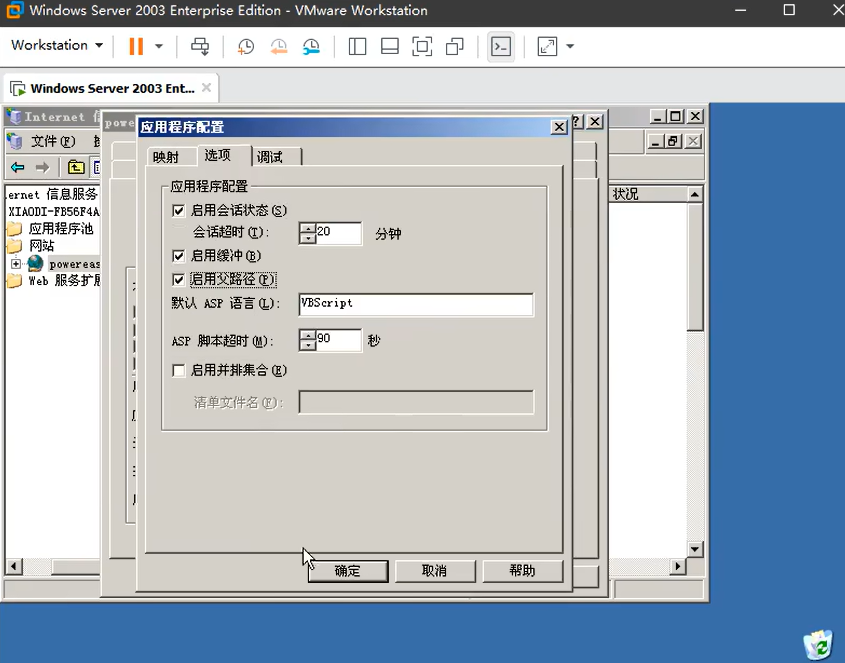 Windows Server 2003 Enterprise Edition - VMware Workstation
Workstation
Windows Server 2003 Ent...
Internet
powe
应用程序配置
文件(F)
映射
选项
调试
ernet 信息服务
XIAODI-FB56F4A
应用程序池
网站
powereas
Web 服务扩展
状况
应用程序配置
启用会话状态(S)
会话超时(T):
20
分钟
启用缓冲(B)
启用父路径(P)
默认 ASP 语言(L):
VBScript
ASP 脚本超时(M):
90
秒
启用并排集合(E)
清单文件名(F):
确定
取消
帮助